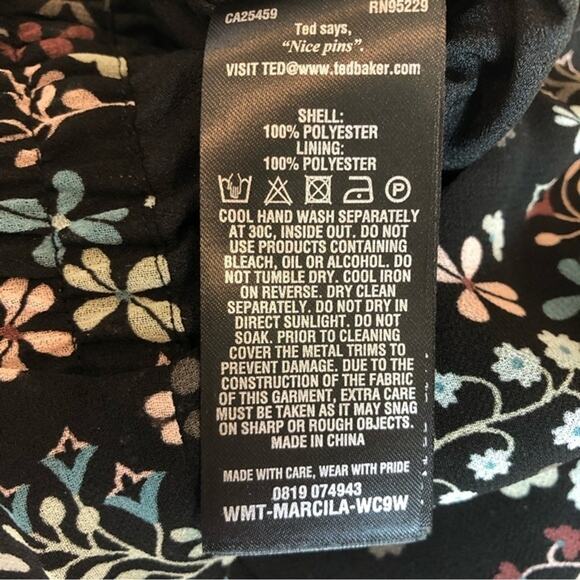 CA25459 RN95229
Ted says,
"Nice pins".
VISIT TED@www.tedbaker.com
SHELL:
100% POLYESTER
LINING:
100% POLYESTER
P
COOL HAND WASH SEPARATELY
AT 30C, INSIDE OUT. DO NOT
USE PRODUCTS CONTAINING
BLEACH, OIL OR ALCOHOL. DO
NOT TUMBLE DRY. COOL IRON
ON REVERSE. DRY CLEAN
SEPARATELY. DO NOT DRY IN
DIRECT SUNLIGHT. DO NOT
SOAK. PRIOR TO CLEANING
COVER THE METAL TRIMS TO
PREVENT DAMAGE. DUE TO THE
CONSTRUCTION OF THE FABRIC
OF THIS GARMENT, EXTRA CARE
MUST BE TAKEN AS IT MAY SNAG
ON SHARP OR ROUGH OBJECTS.
MADE IN CHINA
MADE WITH CARE, WEAR WITH PRIDE
0819 074943
WMT-MARCILA-WC9W